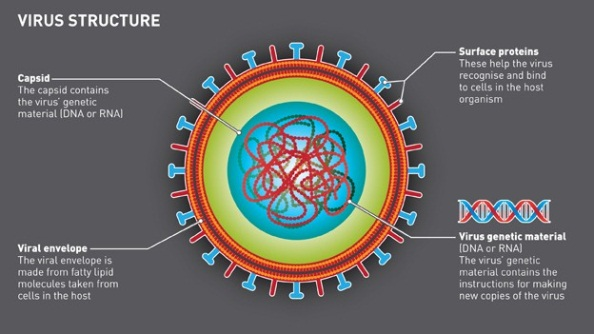 VIRUS STRUCTURE
Capsid
The capsid contains
the virus' genetic
material (DNA or RNA)
Surface proteins
These help the virus
recognise and bind
to cells in the host
organism
Viral envelope
The viral envelope is
made from fatty lipid
molecules taken from
cells in the host
Virus genetic material
(DNA or RNA)
The virus' genetic
material contains the
instructions for making
new copies of the virus